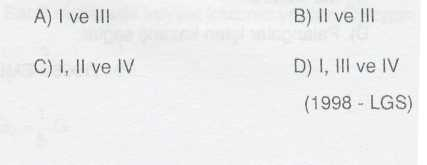 A) I ve III B) II ve III
C) I, II ve IV D) I, III ve IV
(1998 - LGS)